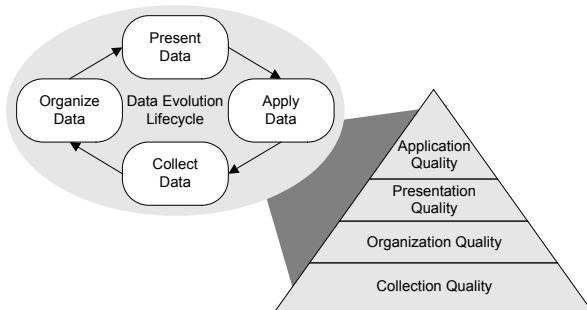 Present
Data
Organize
Data
Data Evolution
Lifecycle
Apply
Data
Collect
Data
Application
Quality
Presentation
Quality
Organization Quality
Collection Quality